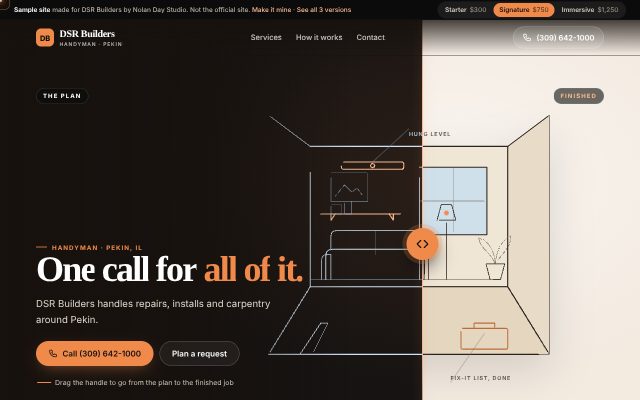 Sample site made for DSR Builders by Nolan Day Studio. Not the official site. Make it mine · See all 3 versions
Starter $300 Signature $750 Immersive $1,250
DB DSR Builders
HANDYMAN · PEKIN
Services How it works Contact
(309) 642-1000
THE PLAN
FINISHED
HUNG LEVEL
HANDYMAN · PEKIN, IL
One call for all of it.
DSR Builders handles repairs, installs and carpentry
around Pekin.
Call (309) 642-1000 Plan a request
FIX-IT LIST, DONE
Drag the handle to go from the plan to the finished job